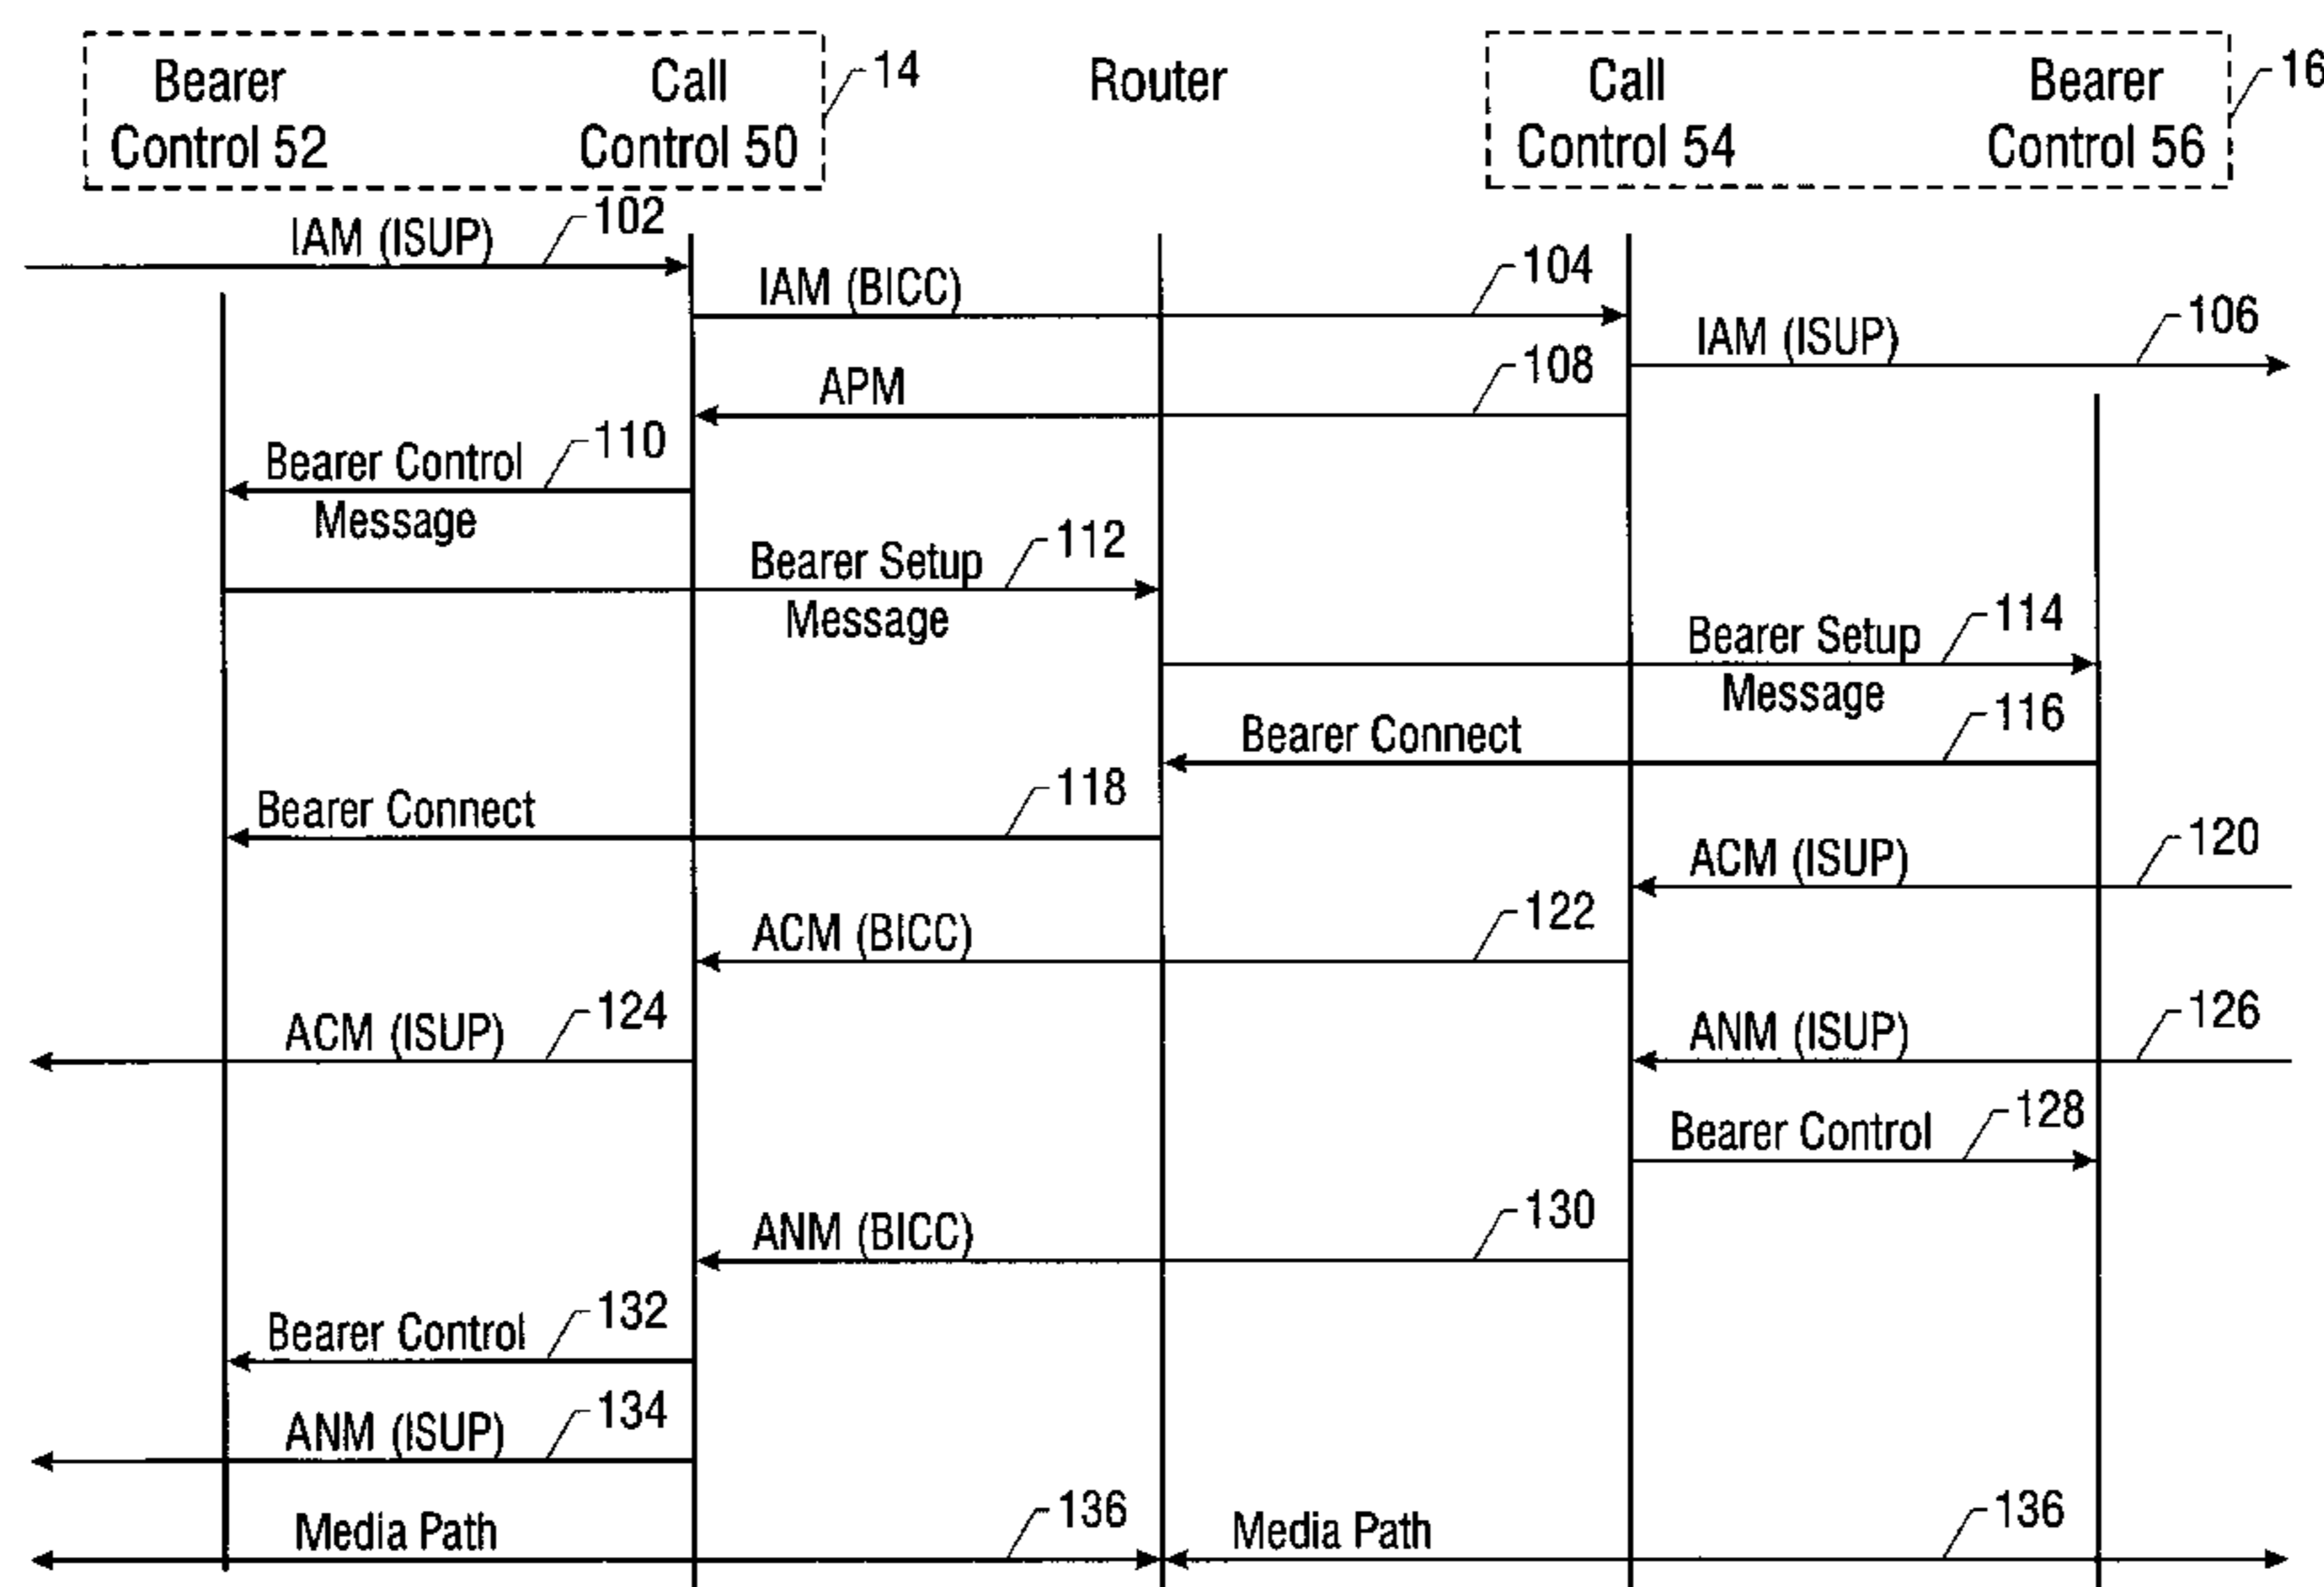 Bearer Control 52
Call Control 50
14
Router
Call Control 54
Bearer Control 56
16
IAM (ISUP) 102
IAM (BICC) 104
IAM (ISUP) 106
APM 108
Bearer Control Message 110
Bearer Setup Message 112
Bearer Setup Message 114
Bearer Connect 116
Bearer Connect 118
ACM (ISUP) 120
ACM (BICC) 122
ACM (ISUP) 124
ANM (ISUP) 126
Bearer Control 128
ANM (BICC) 130
Bearer Control 132
ANM (ISUP) 134
Media Path 136
Media Path 136